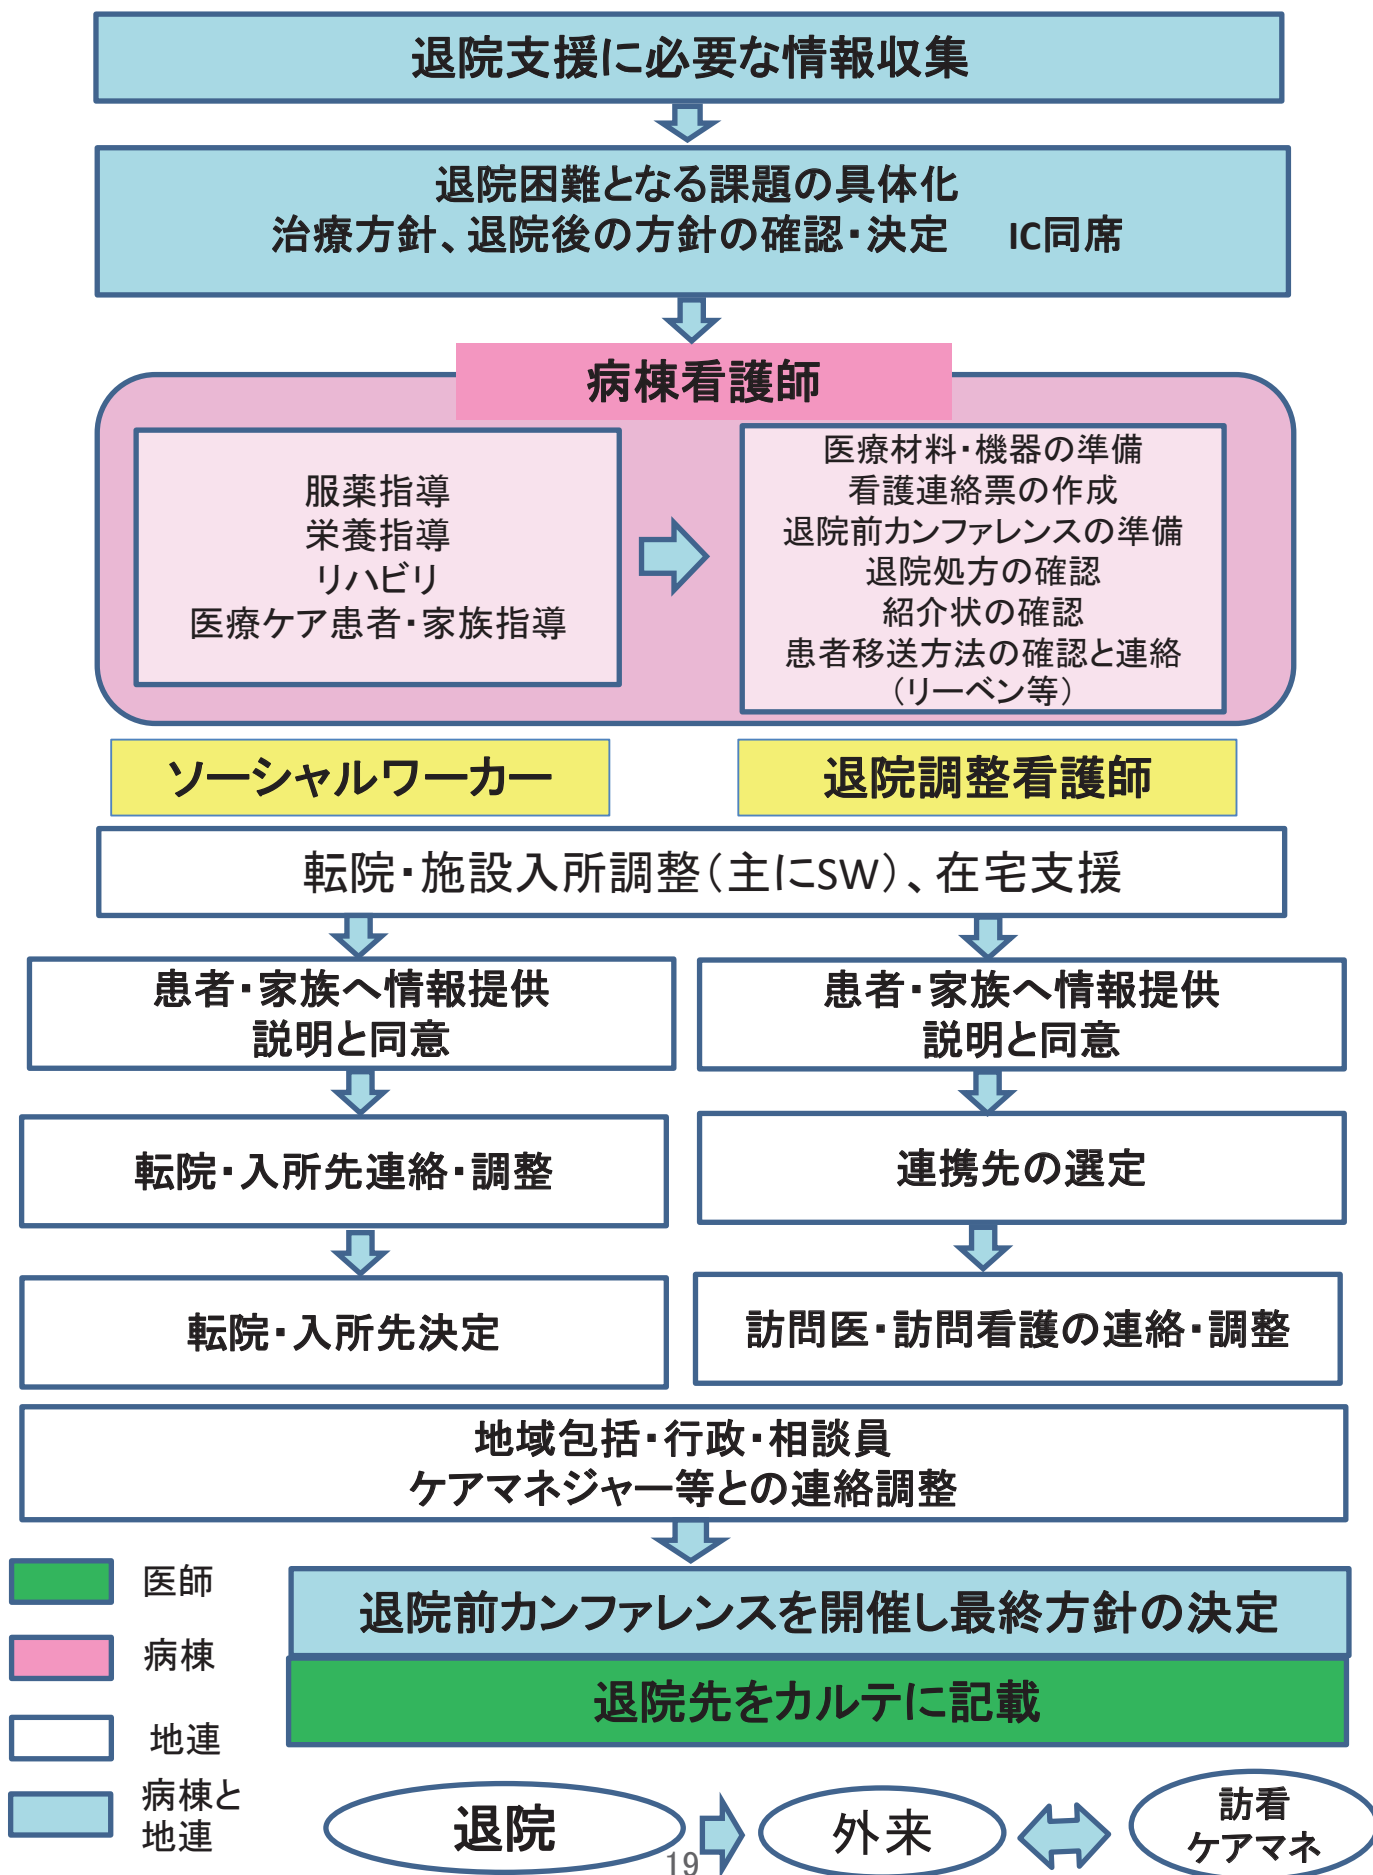 退院支援に必要な情報収集
退院困難となる課題の具体化
治療方針、退院後の方針の確認・決定　IC同席
病棟看護師
服薬指導
栄養指導
リハビリ
医療ケア患者・家族指導
医療材料・機器の準備
看護連絡票の作成
退院前カンファレンスの準備
退院処方の確認
紹介状の確認
患者移送方法の確認と連絡
（リーベン等）
ソーシャルワーカー
退院調整看護師
転院・施設入所調整（主にSW）、在宅支援
患者・家族へ情報提供
説明と同意
転院・入所先連絡・調整
転院・入所先決定
患者・家族へ情報提供
説明と同意
連携先の選定
訪問医・訪問看護の連絡・調整
地域包括・行政・相談員
ケアマネジャー等との連絡調整
退院前カンファレンスを開催し最終方針の決定
退院先をカルテに記載
医師
病棟
地連
病棟と
地連
退院
外来
訪看
ケアマネ
19